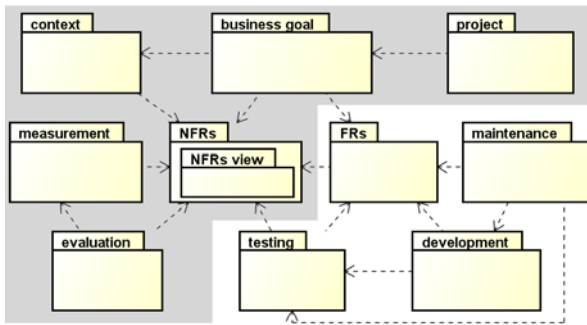 context
business goal
project
measurement
NFRs
NFRs view
FRs
maintenance
evaluation
testing
development